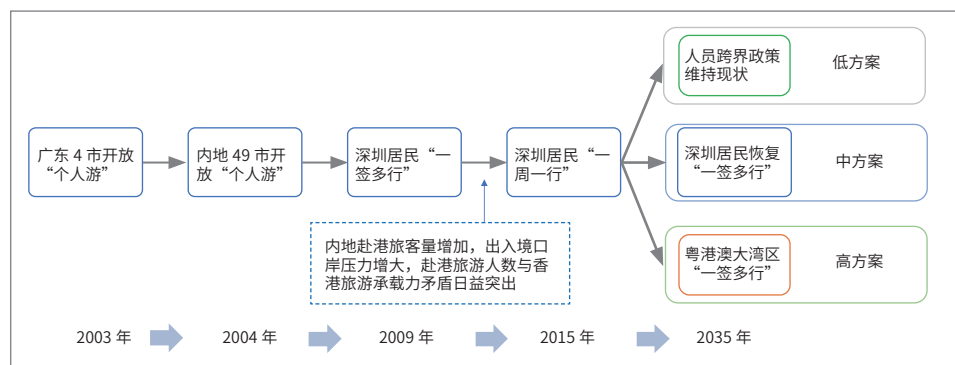 人员跨界政策
维持现状
低方案
广东 4 市开放
“个人游”
内地 49 市开
放“个人游”
深圳居民“一
签多行”
深圳居民“一
周一行”
深圳居民恢复
“一签多行”
中方案
内地赴港旅客量增加，出入境口
岸压力增大，赴港旅游人数与香
港旅游承载力矛盾日益突出
粤港澳大湾区
“一签多行”
高方案
2003 年
2004 年
2009 年
2015 年
2035 年